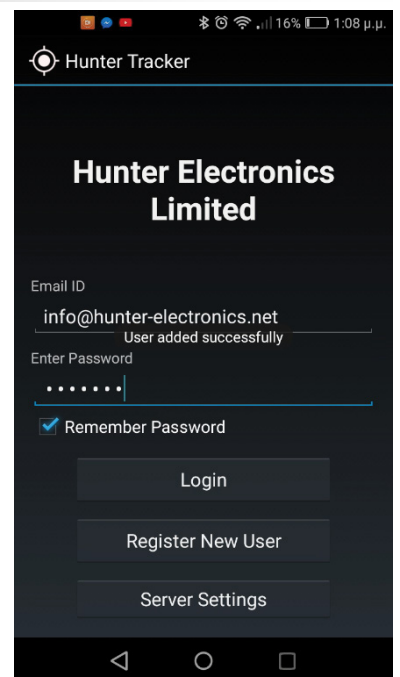 16% 1:08 μ.μ.
Hunter Tracker
Hunter Electronics
Limited
Email ID
info@hunter-electronics.net
User added successfully
Enter Password
Remember Password
Login
Register New User
Server Settings